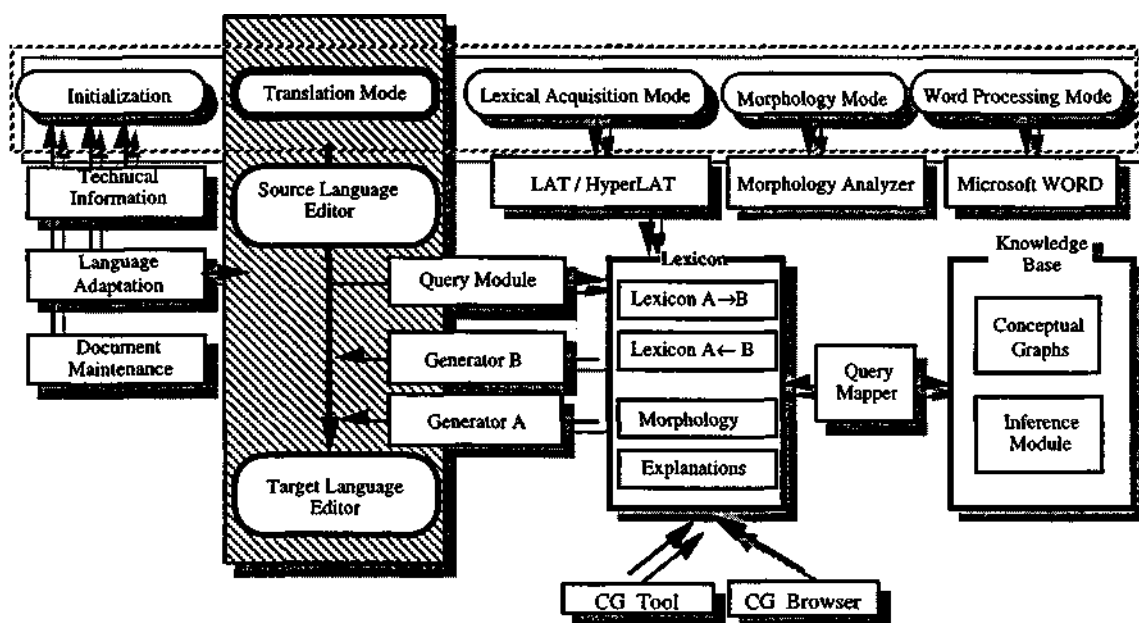 Initialization
Translation Mode
Lexical Acquisition Mode
Morphology Mode
Word Processing Mode
Technical
Information
Source Language
Editor
LAT / HyperLAT
Morphology Analyzer
Microsoft WORD
Language
Adaptation
Query Module
Lexicon
Lexicon A→B
Knowledge
Base
Document
Maintenance
Generator B
Lexicon A← B
Conceptual
Graphs
Query
Mapper
Generator A
Morphology
Inference
Module
Target Language
Editor
Explanations
CG Tool
CG Browser